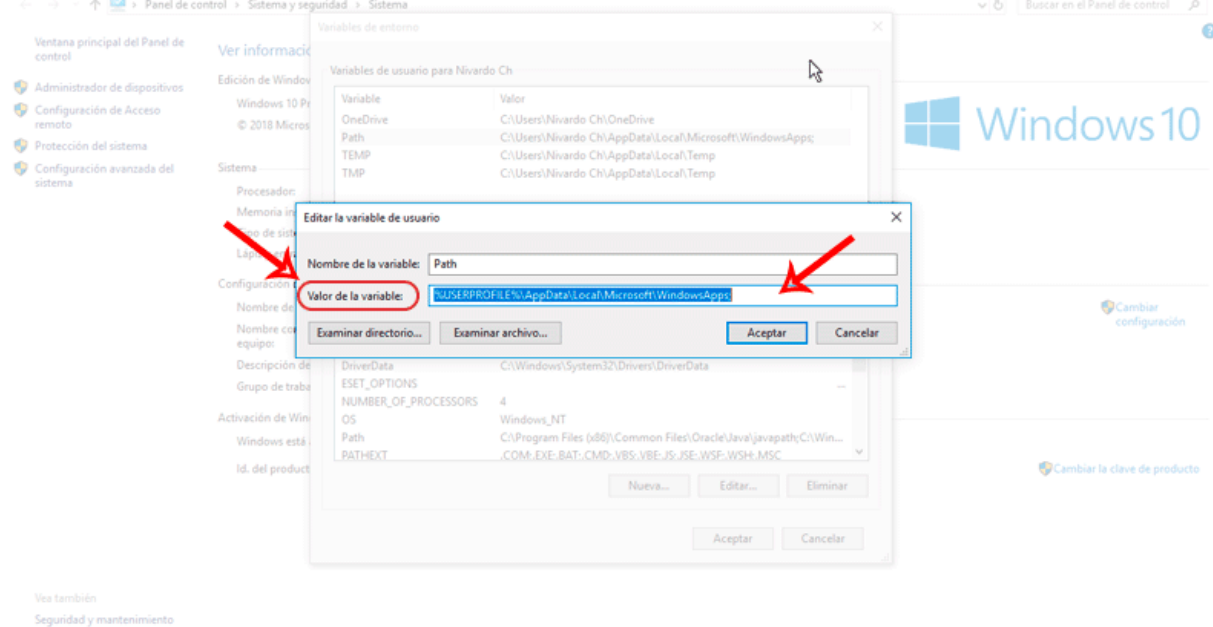 Panel de control › Sistema y seguridad › Sistema
Buscar en el Panel de control
Ventana principal del Panel de
control
Administrador de dispositivos
Configuración de Acceso
remoto
Protección del sistema
Configuración avanzada del
sistema
Ver informació
Edición de Window
Windows 10 Pr
© 2018 Micros
Sistema
Procesador:
Memoria in
Tipo de siste
Configuración
Nombre de
Nombre co
equipo:
Descripción de
Grupo de traba
Activación de Win
Windows está
Id. del product
Variables de entorno
Variables de usuario para Nivardo Ch
Variable Valor
OneDrive C:\Users\Nivardo Ch\OneDrive
Path C:\Users\Nivardo Ch\AppData\Local\Microsoft\WindowsApps;
TEMP C:\Users\Nivardo Ch\AppData\Local\Temp
TMP C:\Users\Nivardo Ch\AppData\Local\Temp
Windows 10
Editar la variable de usuario
Nombre de la variable: Path
Valor de la variable: %USERPROFILE%\AppData\Local\Microsoft\WindowsApps;
Examinar directorio... Examinar archivo... Aceptar Cancelar
DriverData C:\Windows\System32\Drivers\DriverData
ESET_OPTIONS ...
NUMBER_OF_PROCESSORS 4
OS Windows_NT
Path C:\Program Files (x86)\Common Files\Oracle\Java\javapath;C:\Win...
PATHEXT .COM;.EXE;.BAT;.CMD;.VBS;.VBE;.JS;.JSE;.WSF;.WSH;.MSC
Nueva... Editar... Eliminar
Aceptar Cancelar
Cambiar
configuración
Cambiar la clave de producto
Vea también
Seguridad y mantenimiento